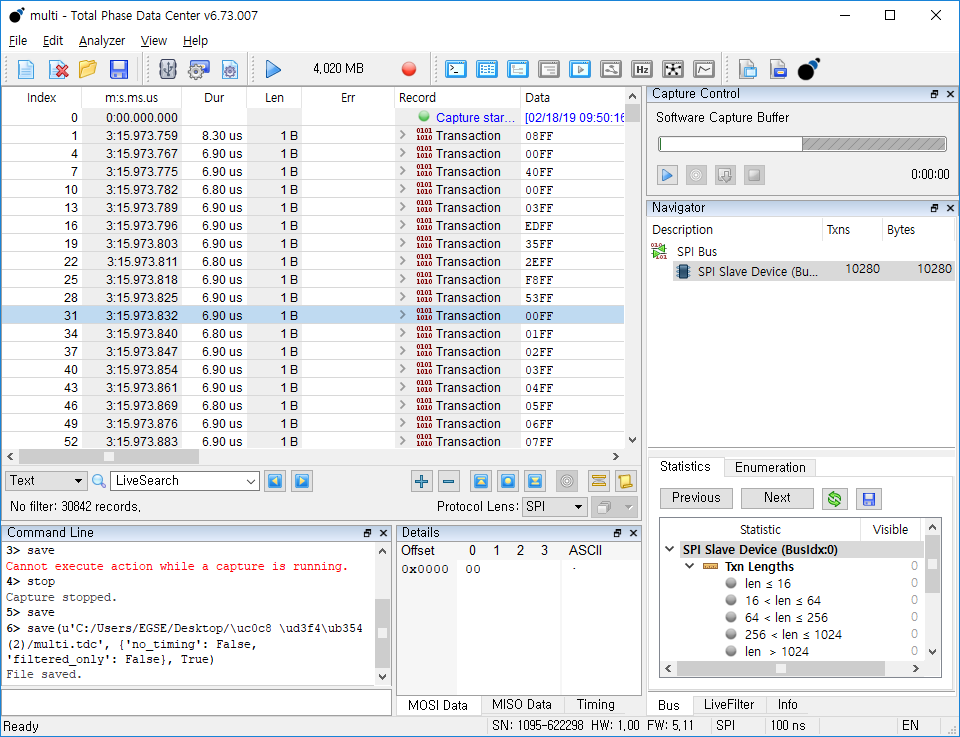 multi - Total Phase Data Center v6.73.007
File Edit Analyzer View Help
4,020 MB
Index m:s.ms.us Dur Len Err Record Data
0 0:00.000.000 Capture star... [02/18/19 09:50:16
1 3:15.973.759 8.30 us 1 B Transaction 08FF
4 3:15.973.767 6.90 us 1 B Transaction 00FF
7 3:15.973.775 6.90 us 1 B Transaction 40FF
10 3:15.973.782 6.80 us 1 B Transaction 00FF
13 3:15.973.789 6.90 us 1 B Transaction 03FF
16 3:15.973.796 6.90 us 1 B Transaction EDFF
19 3:15.973.803 6.90 us 1 B Transaction 35FF
22 3:15.973.811 6.80 us 1 B Transaction 2EFF
25 3:15.973.818 6.90 us 1 B Transaction F8FF
28 3:15.973.825 6.90 us 1 B Transaction 53FF
31 3:15.973.832 6.90 us 1 B Transaction 00FF
34 3:15.973.840 6.80 us 1 B Transaction 01FF
37 3:15.973.847 6.90 us 1 B Transaction 02FF
40 3:15.973.854 6.90 us 1 B Transaction 03FF
43 3:15.973.861 6.90 us 1 B Transaction 04FF
46 3:15.973.869 6.80 us 1 B Transaction 05FF
49 3:15.973.876 6.90 us 1 B Transaction 06FF
52 3:15.973.883 6.90 us 1 B Transaction 07FF
Text LiveSearch
No filter: 30842 records, Protocol Lens: SPI
Command Line
3> save
Cannot execute action while a capture is running.
4> stop
Capture stopped.
5> save
6> save(u'C:/Users/EGSE/Desktop/\uc0c8 \ud3f4\ub354
(2)/multi.tdc', {'no_timing': False,
'filtered_only': False}, True)
File saved.
Details
Offset 0 1 2 3 ASCII
0x0000 00 .
MOSI Data MISO Data Timing
Capture Control
Software Capture Buffer
0:00:00
Navigator
Description Txns Bytes
SPI Bus
SPI Slave Device (Bu... 10280 10280
Statistics Enumeration
Previous Next
Statistic Visible
SPI Slave Device (BusIdx:0)
Txn Lengths 0
len ≤ 16 0
16 < len ≤ 64 0
64 < len ≤ 256 0
256 < len ≤ 1024 0
len > 1024 0
Bus LiveFilter Info
Ready SN: 1095-622298 HW: 1,00 FW: 5,11 SPI 100 ns EN